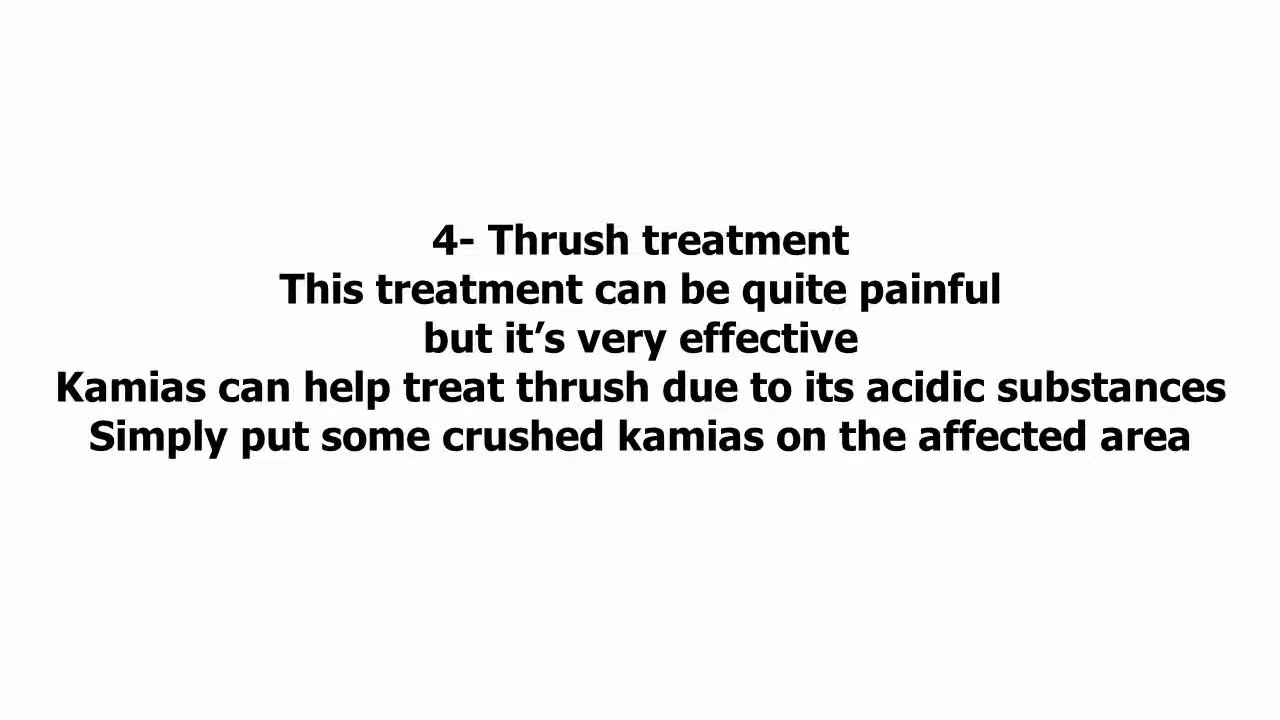 4- Thrush treatment
This treatment can be quite painful
but it’s very effective
Kamias can help treat thrush due to its acidic substances
Simply put some crushed kamias on the affected area